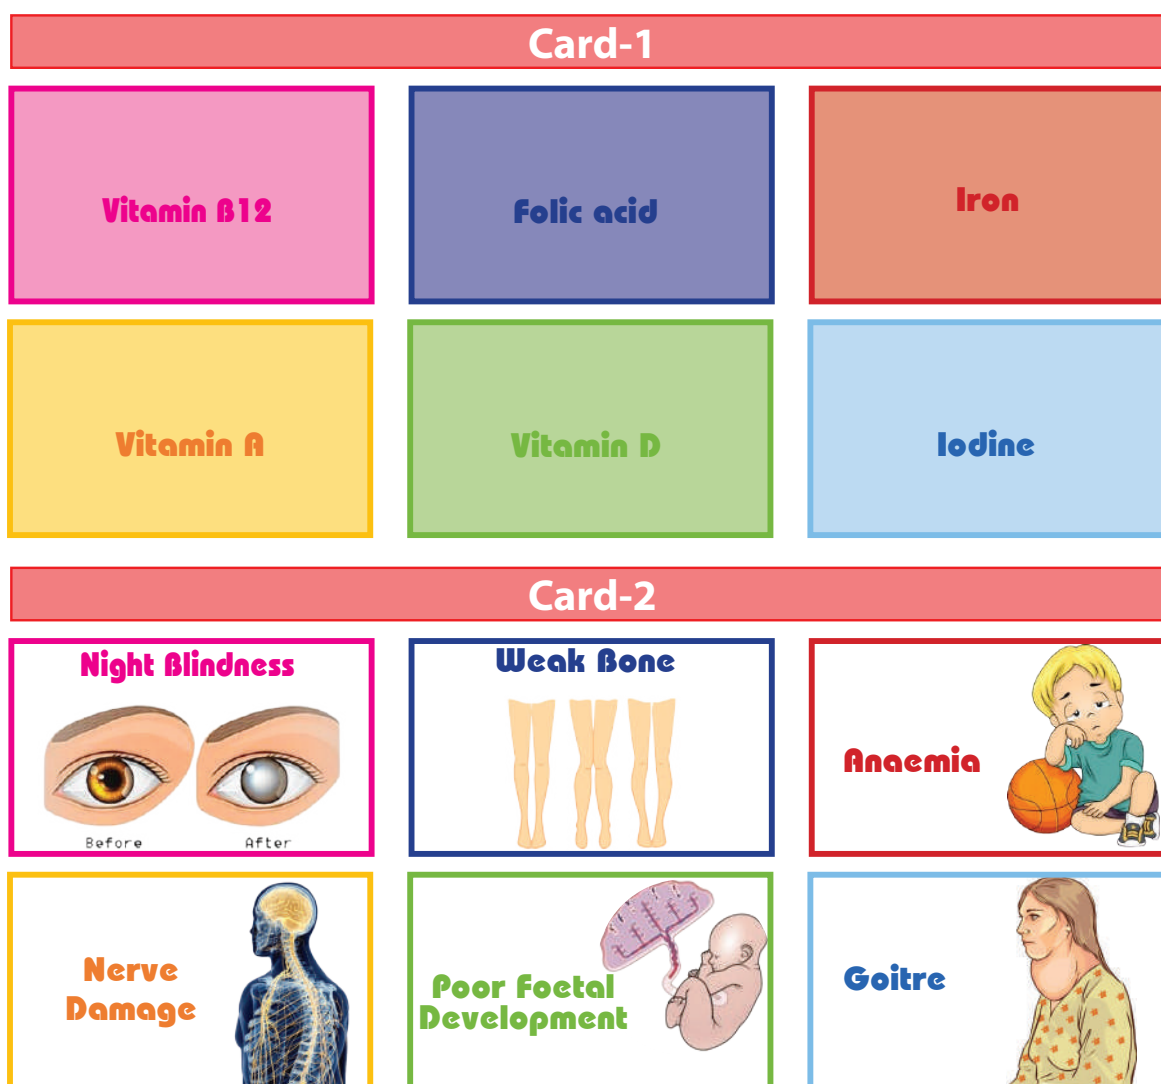 Card-1
Vitamin B12
Folic acid
Iron
Vitamin A
Vitamin D
Iodine
Card-2
Night Blindness
Before
After
Weak Bone
Anaemia
Nerve
Damage
Poor Foetal
Development
Goitre